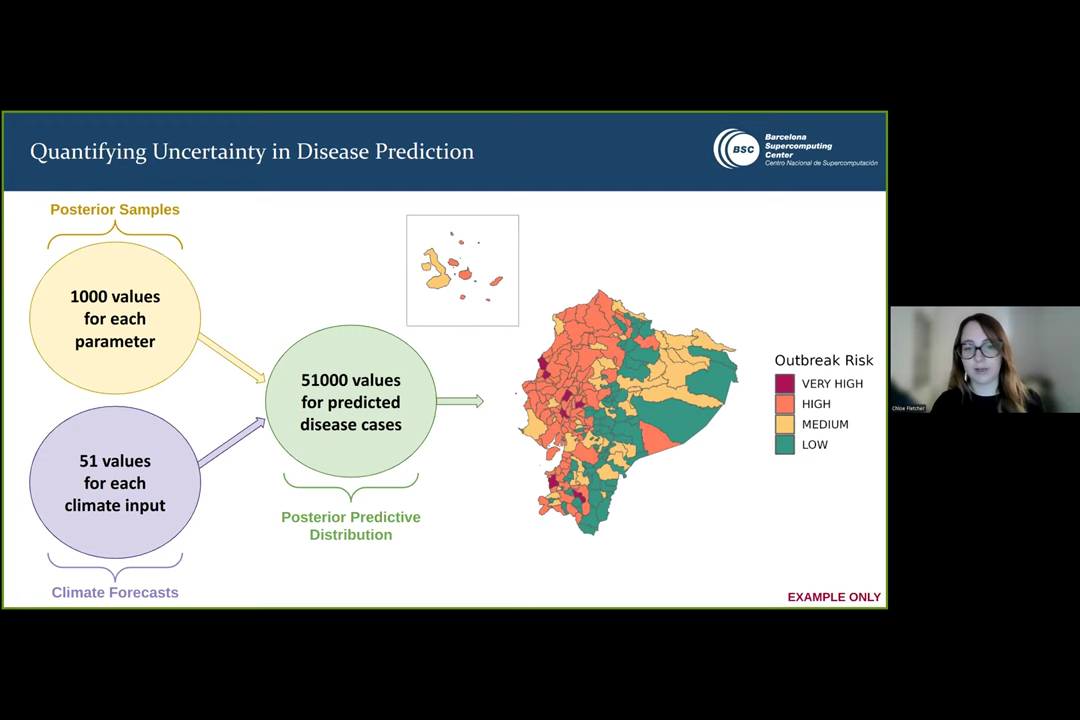 Quantifying Uncertainty in Disease Prediction
BSC
Barcelona
Supercomputing
Center
Centro Nacional de Supercomputación
Posterior Samples
1000 values
for each
parameter
51 values
for each
climate input
Climate Forecasts
51000 values
for predicted
disease cases
Posterior Predictive
Distribution
Outbreak Risk
VERY HIGH
HIGH
MEDIUM
LOW
EXAMPLE ONLY
Chloe Fletcher